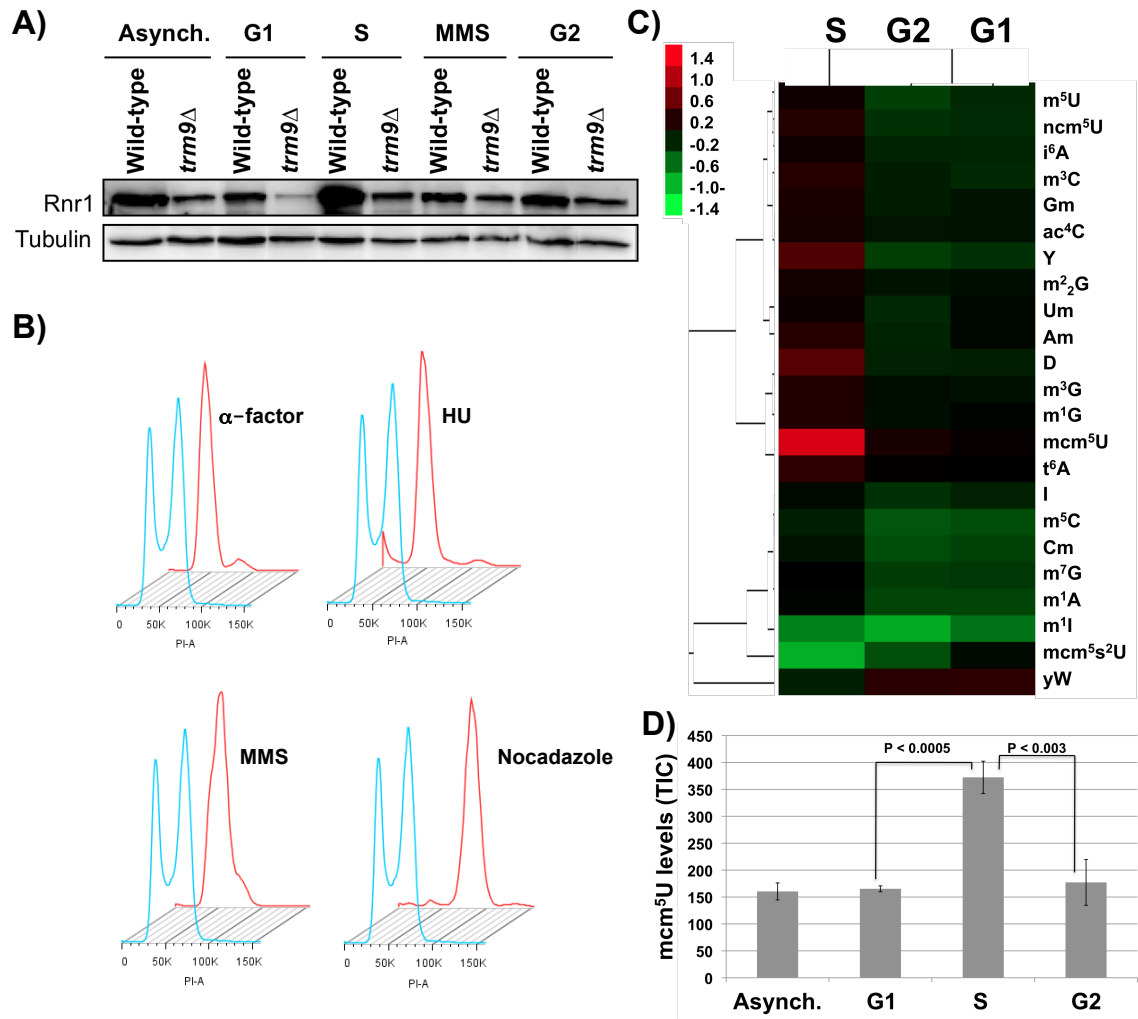 A)
Asynch. G1 S MMS G2
Wild-type trm9Δ Wild-type trm9Δ Wild-type trm9Δ Wild-type trm9Δ Wild-type trm9Δ
Rnr1
Tubulin
B)
α–factor
0 50K 100K 150K
PI-A
HU
0 50K 100K 150K
PI-A
MMS
0 50K 100K 150K
PI-A
Nocadazole
0 50K 100K 150K
PI-A
C)
S G2 G1
1.4
1.0
0.6
0.2
-0.2
-0.6
-1.0-
-1.4
m⁵U
ncm⁵U
i⁶A
m³C
Gm
ac⁴C
Y
m²₂G
Um
Am
D
m³G
m¹G
mcm⁵U
t⁶A
I
m⁵C
Cm
m⁷G
m¹A
m¹I
mcm⁵s²U
yW
D)
mcm⁵U levels (TIC)
450
400
350
300
250
200
150
100
50
0
P < 0.0005 P < 0.003
Asynch. G1 S G2